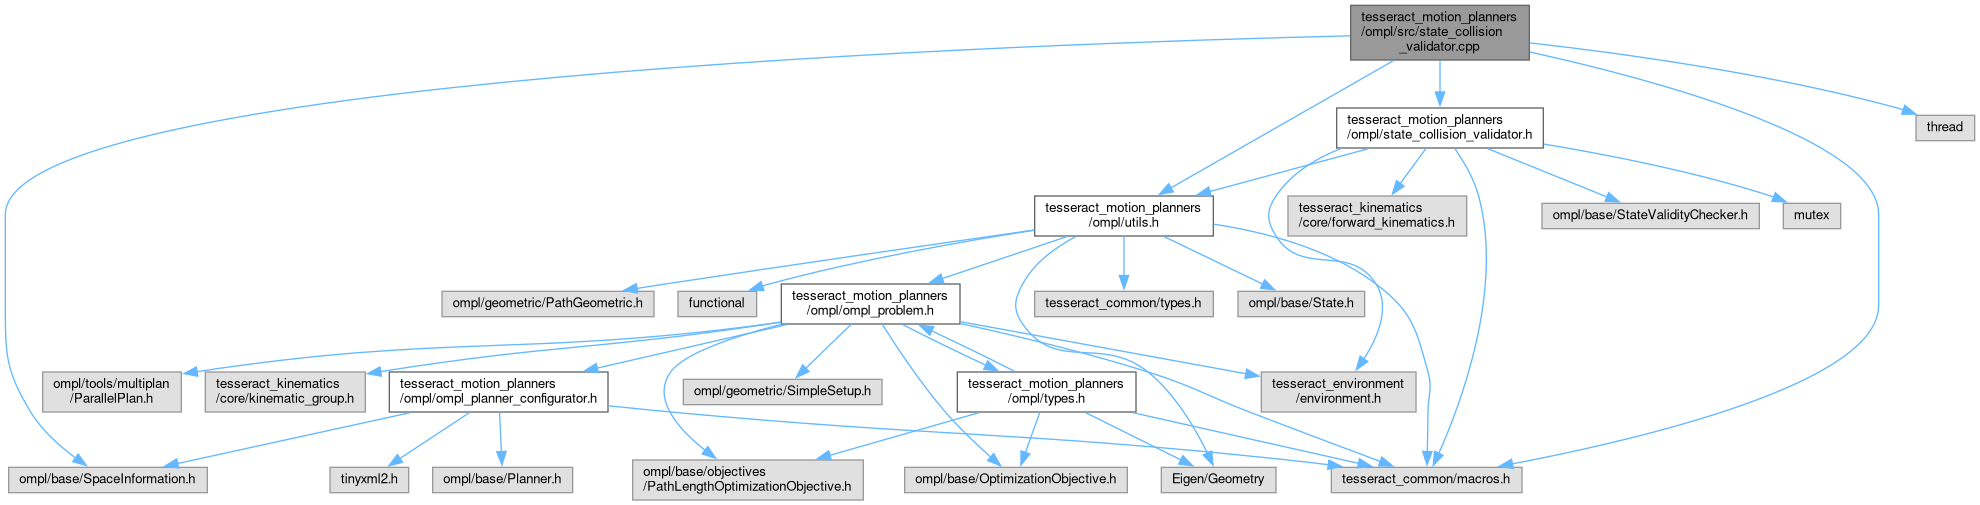 tesseract_motion_planners
/ompl/src/state_collision
_validator.cpp
tesseract_motion_planners
/ompl/state_collision_validator.h
thread
tesseract_motion_planners
/ompl/utils.h
tesseract_kinematics
/core/forward_kinematics.h
ompl/base/StateValidityChecker.h
mutex
ompl/geometric/PathGeometric.h
functional
tesseract_motion_planners
/ompl/ompl_problem.h
tesseract_common/types.h
ompl/base/State.h
ompl/tools/multiplan
/ParallelPlan.h
tesseract_kinematics
/core/kinematic_group.h
tesseract_motion_planners
/ompl/ompl_planner_configurator.h
ompl/geometric/SimpleSetup.h
tesseract_motion_planners
/ompl/types.h
tesseract_environment
/environment.h
ompl/base/SpaceInformation.h
tinyxml2.h
ompl/base/Planner.h
ompl/base/objectives
/PathLengthOptimizationObjective.h
ompl/base/OptimizationObjective.h
Eigen/Geometry
tesseract_common/macros.h